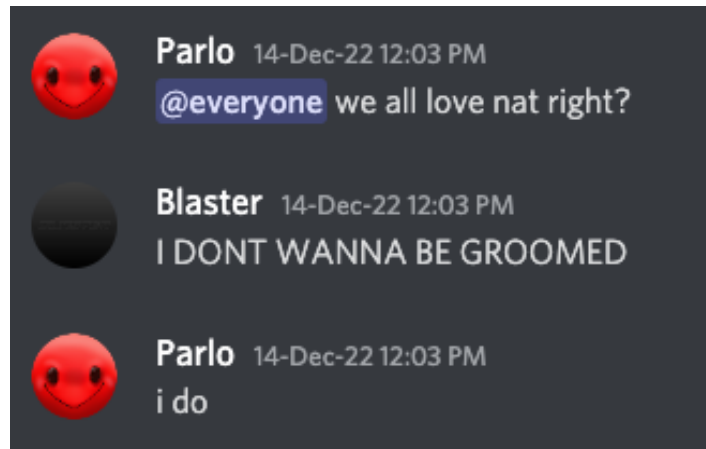 Parlo 14-Dec-22 12:03 PM
@everyone we all love nat right?
Blaster 14-Dec-22 12:03 PM
I DONT WANNA BE GROOMED
Parlo 14-Dec-22 12:03 PM
i do